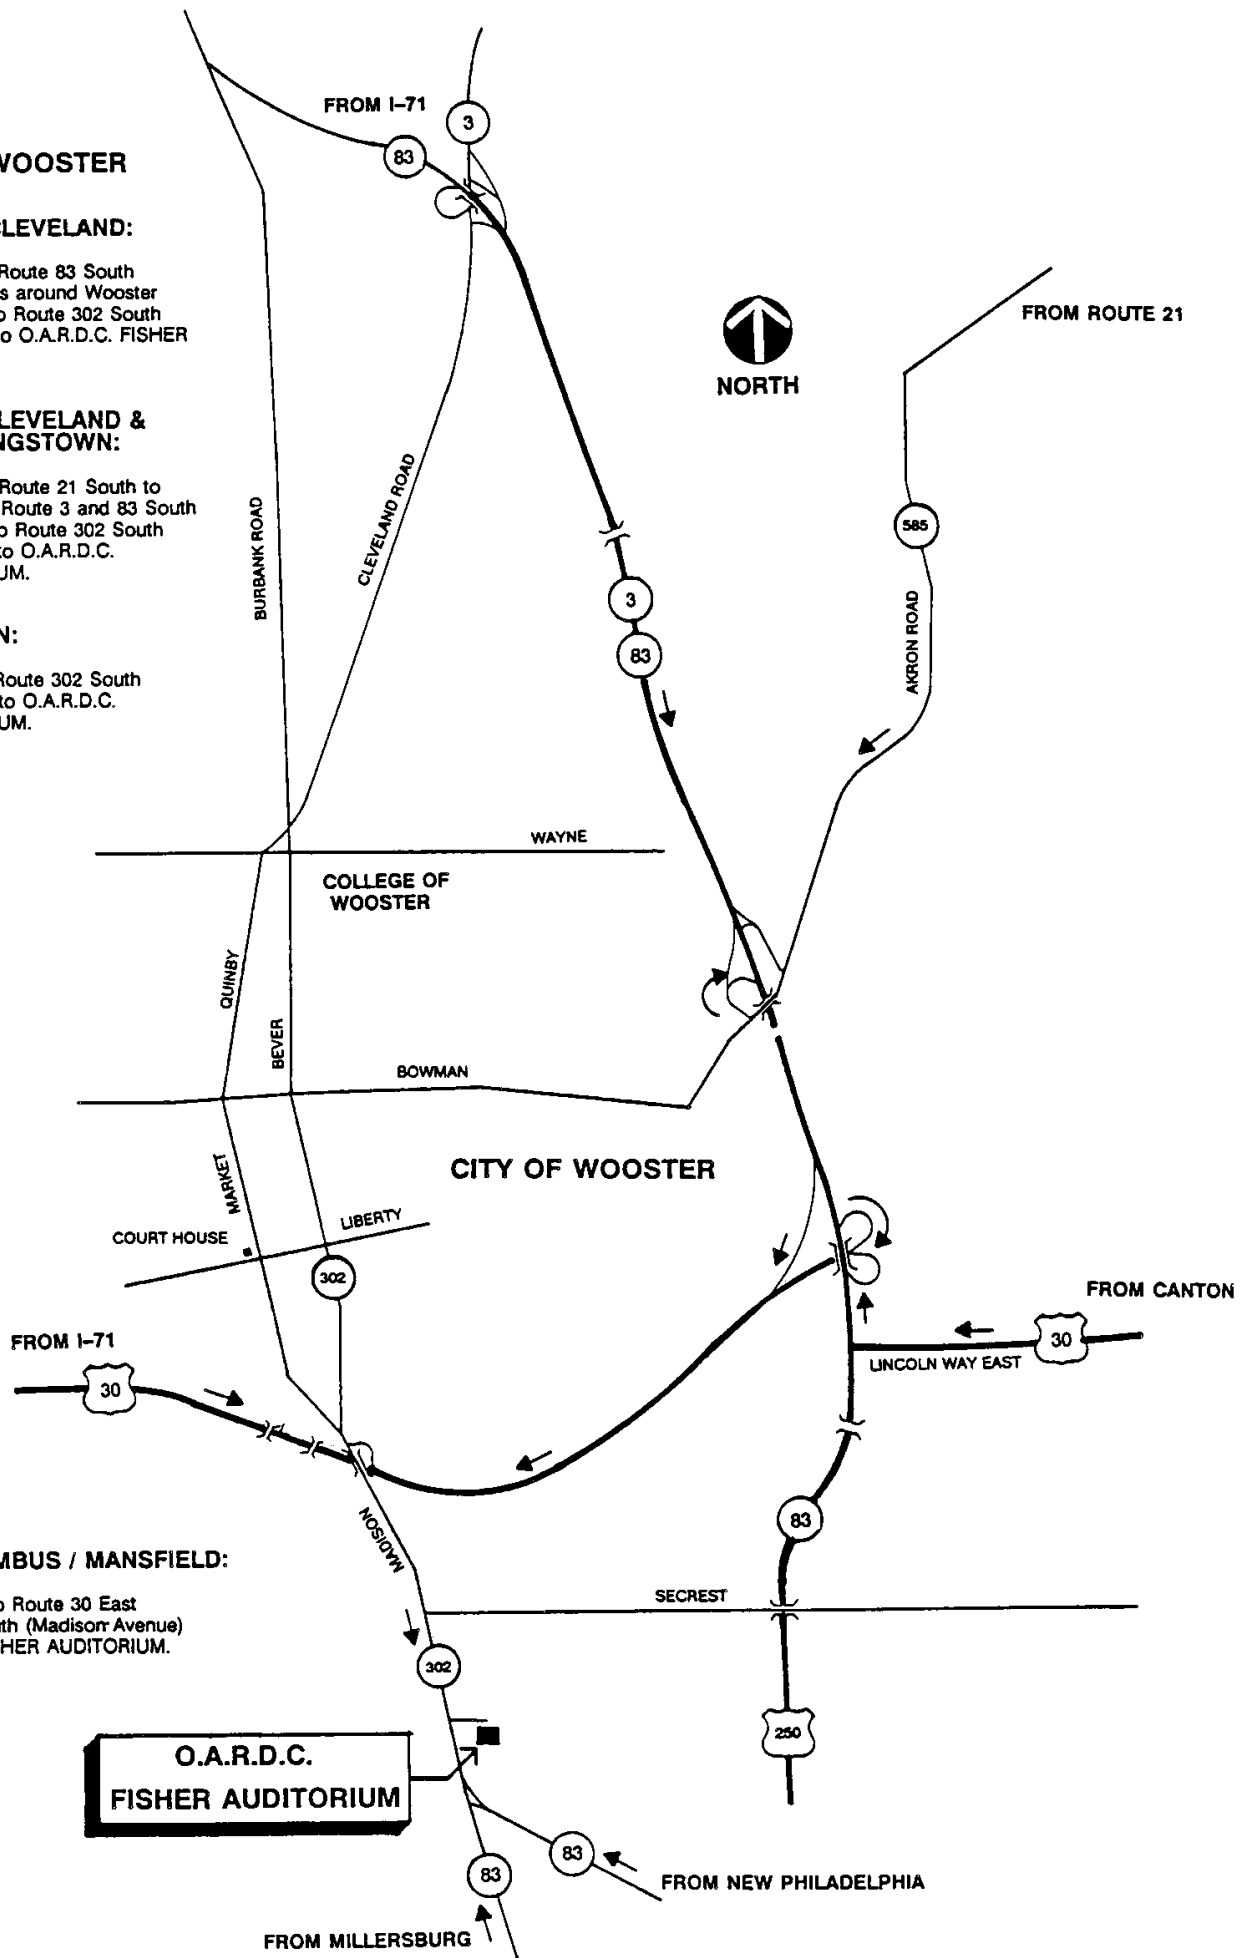 FROM I-71
3
83
WOOSTER
CLEVELAND:
Route 83 South
s around Wooster
o Route 302 South
o O.A.R.D.C. FISHER
FROM ROUTE 21
NORTH
LEVELAND &
NGSTOWN:
Route 21 South to
Route 3 and 83 South
o Route 302 South
to O.A.R.D.C.
UM.
BURBANK ROAD
CLEVELAND ROAD
585
3
83
AKRON ROAD
N:
Route 302 South
to O.A.R.D.C.
UM.
WAYNE
COLLEGE OF
WOOSTER
QUINBY
BEVER
BOWMAN
CITY OF WOOSTER
MARKET
COURT HOUSE
LIBERTY
302
FROM CANTON
30
LINCOLN WAY EAST
FROM I-71
30
MADISON
83
MBUS / MANSFIELD:
o Route 30 East
th (Madison Avenue)
HER AUDITORIUM.
SECREST
302
250
O.A.R.D.C.
FISHER AUDITORIUM
83
83
FROM NEW PHILADELPHIA
FROM MILLERSBURG